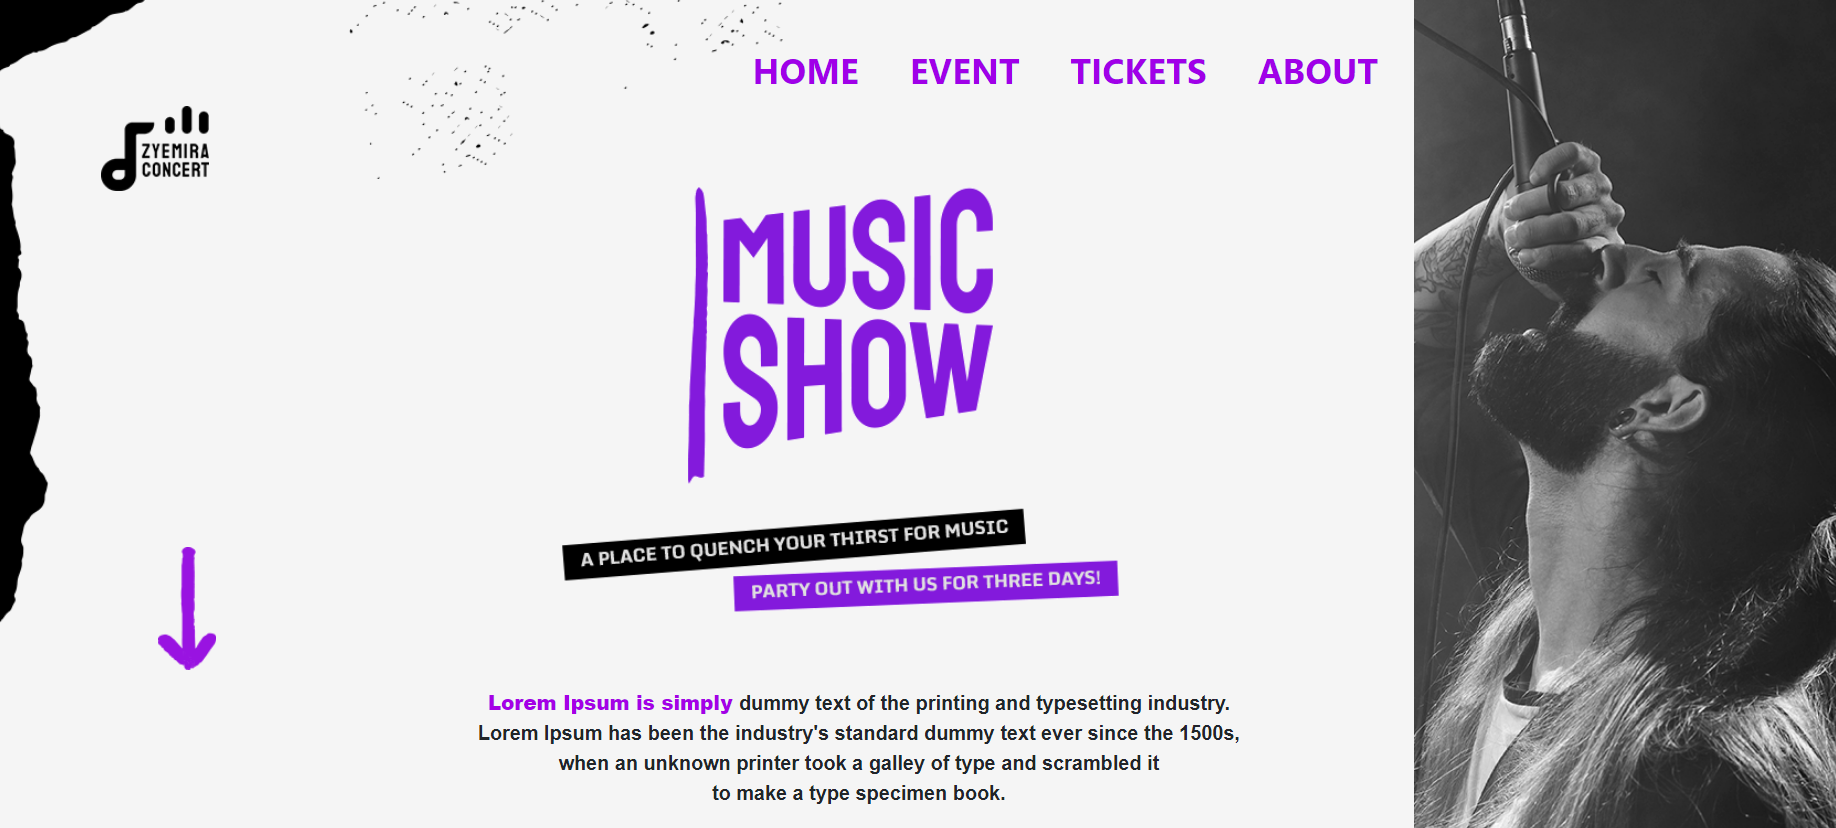 HOME EVENT TICKETS ABOUT
ZYEMIRA
CONCERT
MUSIC
SHOW
A PLACE TO QUENCH YOUR THIRST FOR MUSIC
PARTY OUT WITH US FOR THREE DAYS!
Lorem Ipsum is simply dummy text of the printing and typesetting industry.
Lorem Ipsum has been the industry's standard dummy text ever since the 1500s,
when an unknown printer took a galley of type and scrambled it
to make a type specimen book.